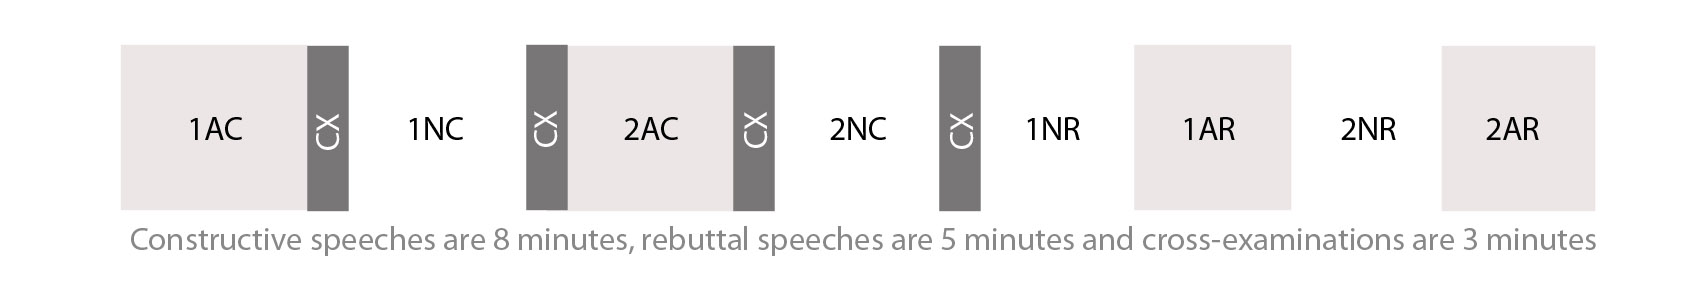 1AC CX 1NC CX 2AC CX 2NC CX 1NR 1AR 2NR 2AR
Constructive speeches are 8 minutes, rebuttal speeches are 5 minutes and cross-examinations are 3 minutes